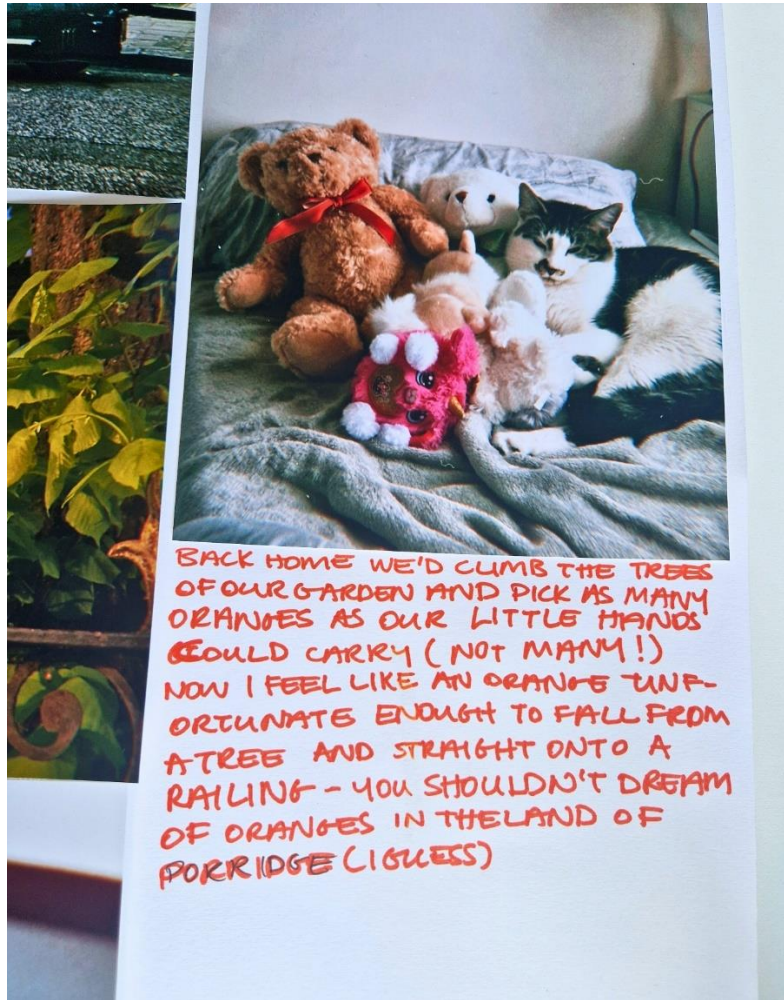 BACK HOME WE'D CLIMB THE TREES
OF OUR GARDEN AND PICK AS MANY
ORANGES AS OUR LITTLE HANDS
COULD CARRY (NOT MANY!)
NOW I FEEL LIKE AN ORANGE UNF-
ORTUNATE ENOUGH TO FALL FROM
A TREE AND STRAIGHT ONTO A
RAILING - YOU SHOULDN'T DREAM
OF ORANGES IN THE LAND OF
PORRIDGE (I GUESS)